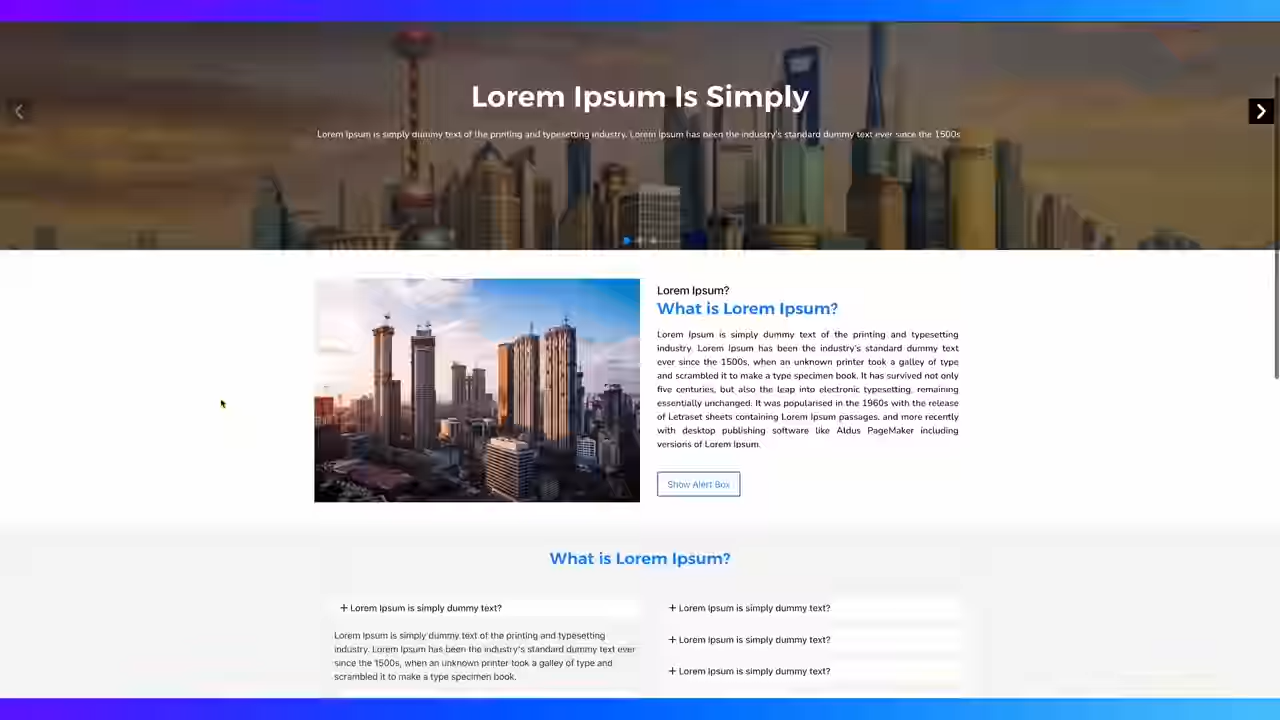 Lorem Ipsum Is Simply
Lorem Ipsum is simply dummy text of the printing and typesetting industry. Lorem Ipsum has been the industry's standard dummy text ever since the 1500s
Lorem Ipsum?
What is Lorem Ipsum?
Lorem Ipsum is simply dummy text of the printing and typesetting
industry. Lorem Ipsum has been the industry's standard dummy text
ever since the 1500s, when an unknown printer took a galley of type
and scrambled it to make a type specimen book. It has survived not only
five centuries, but also the leap into electronic typesetting, remaining
essentially unchanged. It was popularised in the 1960s with the release
of Letraset sheets containing Lorem Ipsum passages, and more recently
with desktop publishing software like Aldus PageMaker including
versions of Lorem Ipsum.
Show Alert Box
What is Lorem Ipsum?
+ Lorem Ipsum is simply dummy text?
Lorem Ipsum is simply dummy text of the printing and typesetting
industry. Lorem Ipsum has been the industry's standard dummy text ever
since the 1500s, when an unknown printer took a galley of type and
scrambled it to make a type specimen book.
+ Lorem Ipsum is simply dummy text?
+ Lorem Ipsum is simply dummy text?
+ Lorem Ipsum is simply dummy text?